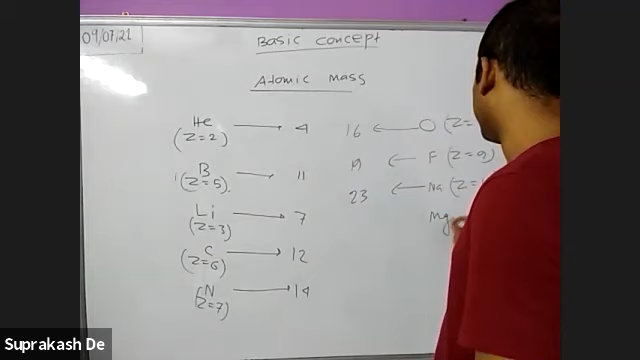 09/07/21
Basic concept
Atomic mass
He → 4
(Z=2)
B → 11
(Z=5)
Li → 7
(Z=3)
C → 12
(Z=6)
N → 14
(Z=7)
16 ← O (Z=
19 ← F (Z=9)
23 ← Na (Z=
Mg
Suprakash De